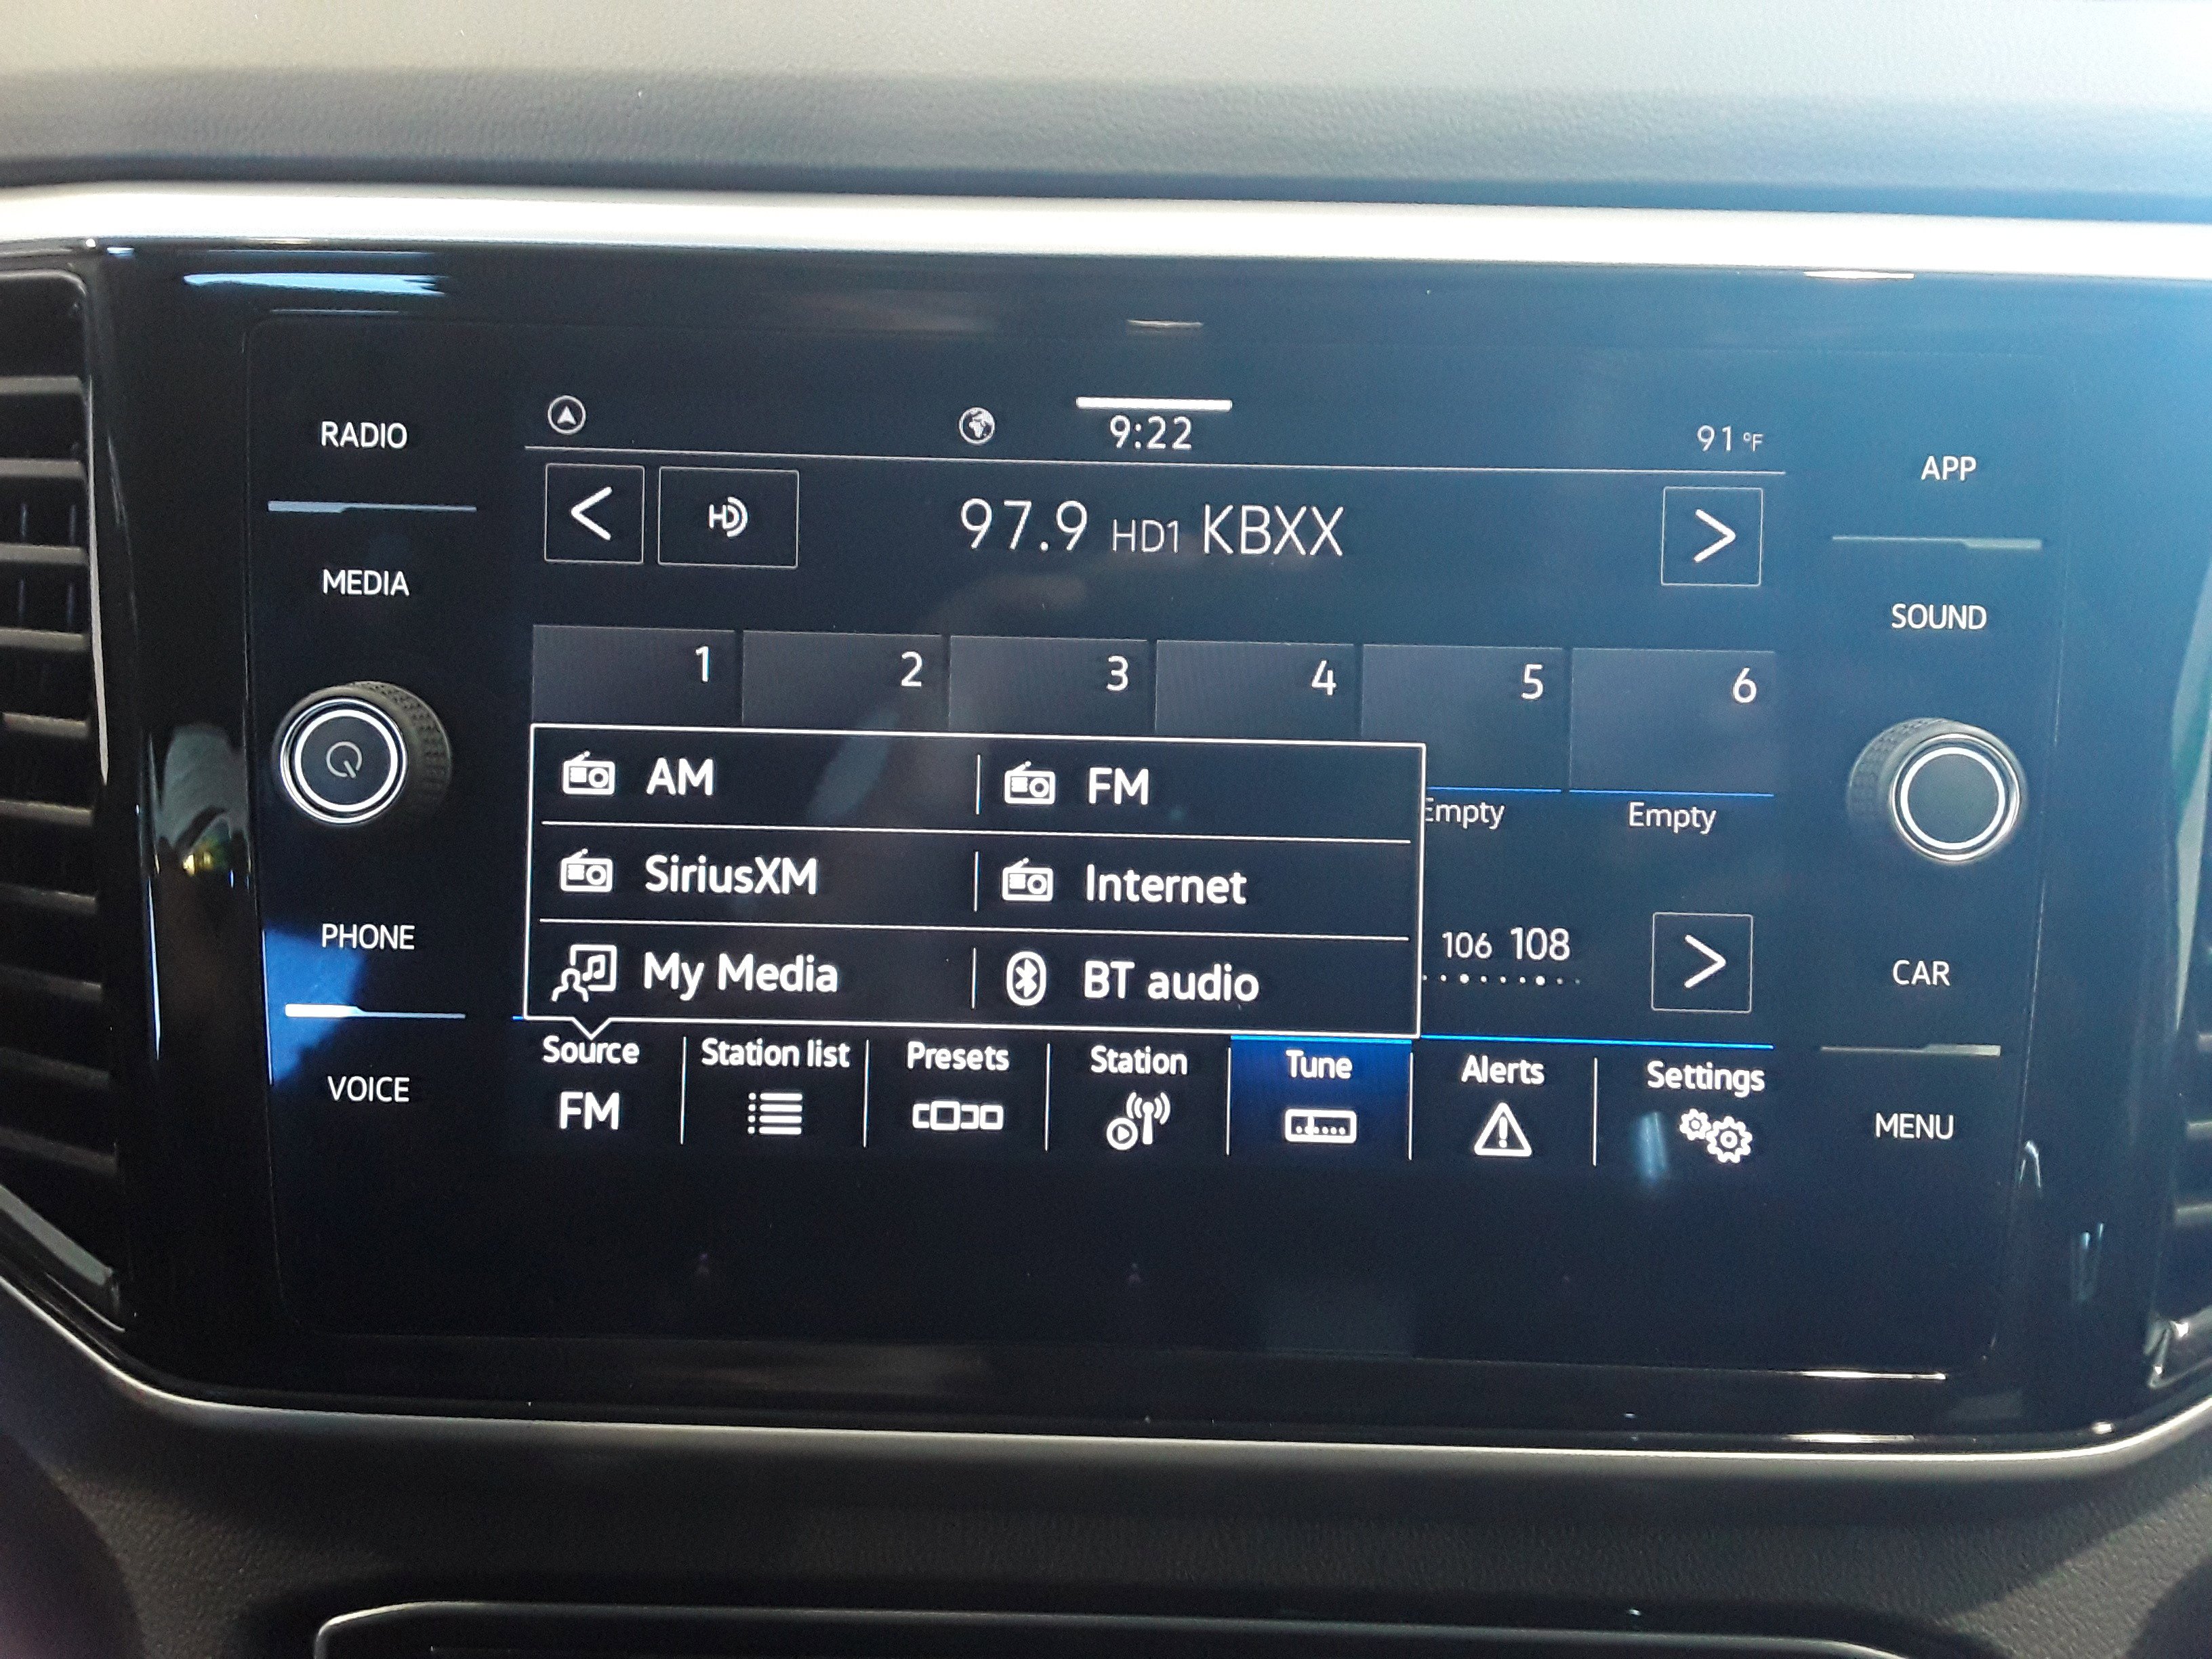 RADIO
MEDIA
PHONE
VOICE
9:22
91 °F
HD
97.9 HD1 KBXX
1 2 3 4 5 6
AM
FM
SiriusXM
Internet
My Media
BT audio
Empty
Empty
106 108
Source
FM
Station list
Presets
Station
Tune
Alerts
Settings
APP
SOUND
CAR
MENU